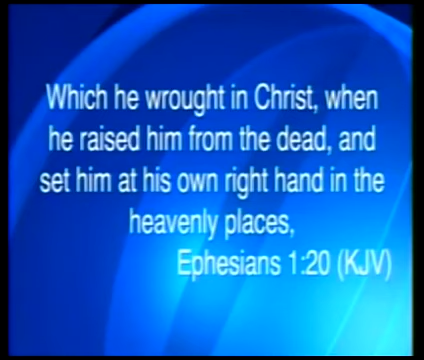 Which he wrought in Christ, when
he raised him from the dead, and
set him at his own right hand in the
heavenly places,
Ephesians 1:20 (KJV)